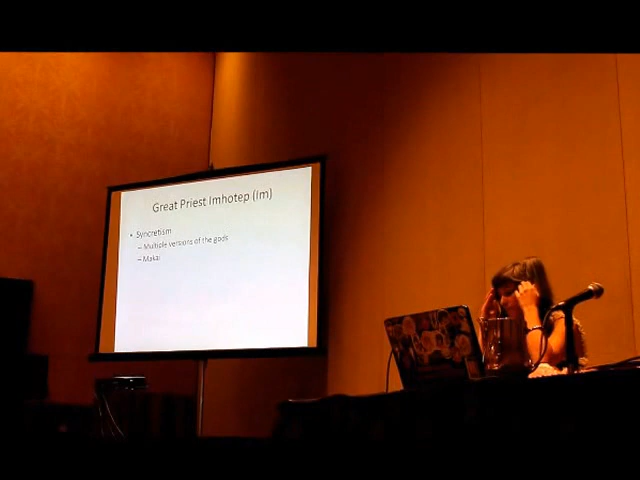 Great Priest Imhotep (Im)
• Syncretism
– Multiple versions of the gods
– Makai